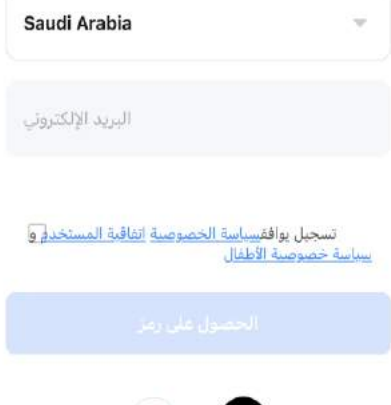 Saudi Arabia
البريد الإلكتروني
تسجيل يوافقسياسة الخصوصية اتفاقية المستخدم و
سياسة خصوصية الأطفال
الحصول على رمز